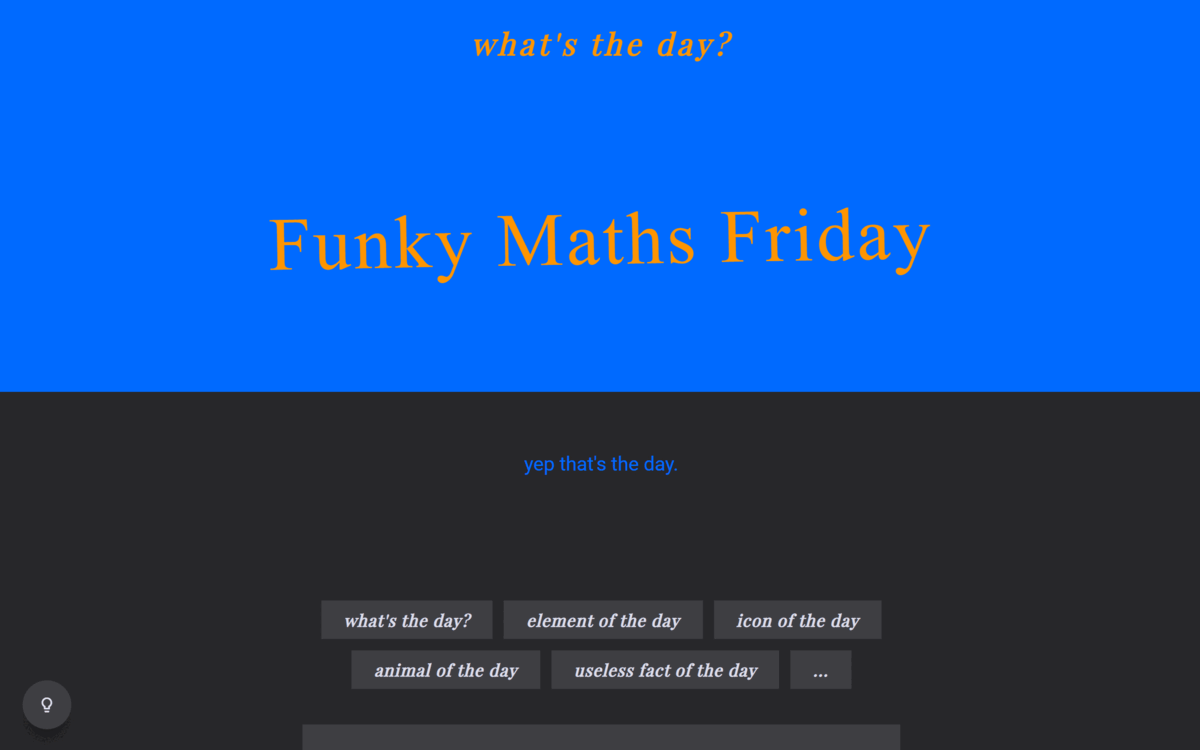 what's the day?
Funky Maths Friday
yep that's the day.
what's the day? element of the day icon of the day
animal of the day useless fact of the day ...